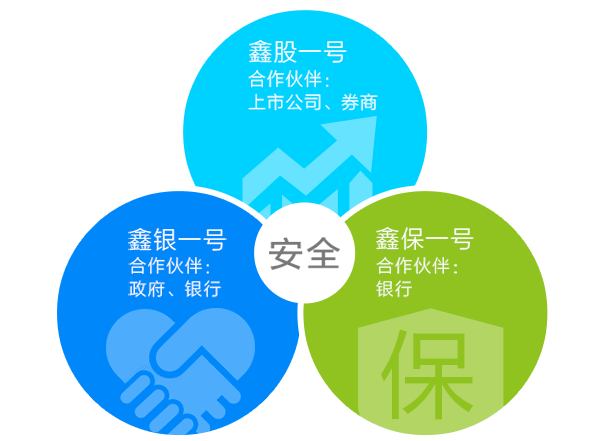 鑫股一号
合作伙伴：
上市公司、券商
安全
鑫银一号
合作伙伴：
政府、银行
鑫保一号
合作伙伴：
银行
保